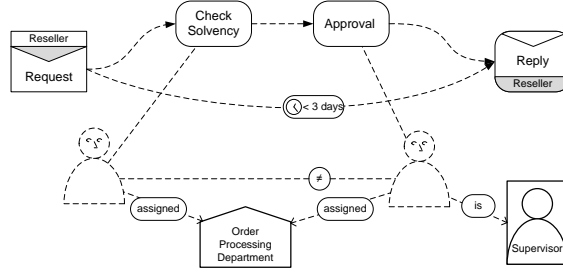 Reseller
Request
Check
Solvency
Approval
Reply
Reseller
< 3 days
≠
assigned
assigned
is
Order
Processing
Department
Supervisor